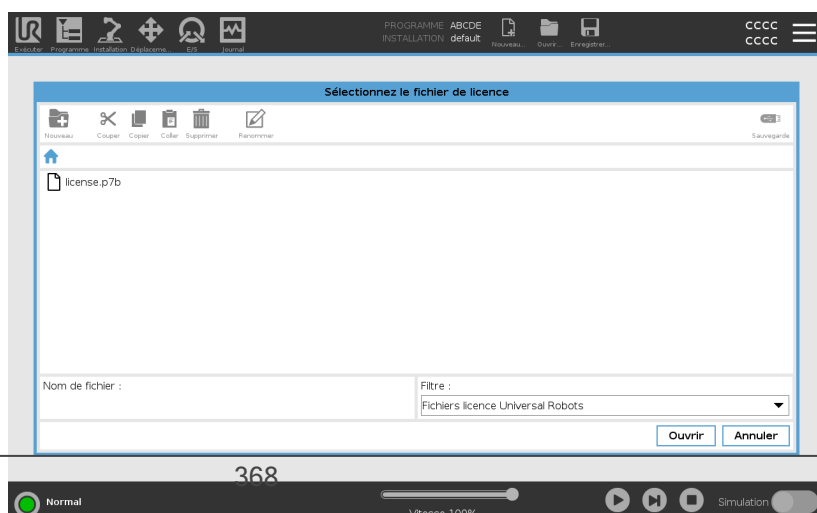 PROGRAMME ABCDE
INSTALLATION default
Exécuter Programme Installation Déplaceme... E/S Journal
Nouveau... Ouvrir... Enregistrer...
cccc
cccc
Sélectionnez le fichier de licence
Nouveau Couper Copier Coller Supprimer Renommer Sauvegarde
license.p7b
Nom de fichier :
Filtre :
Fichiers licence Universal Robots
Ouvrir Annuler
368
Normal
Vitesse 100%
Simulation